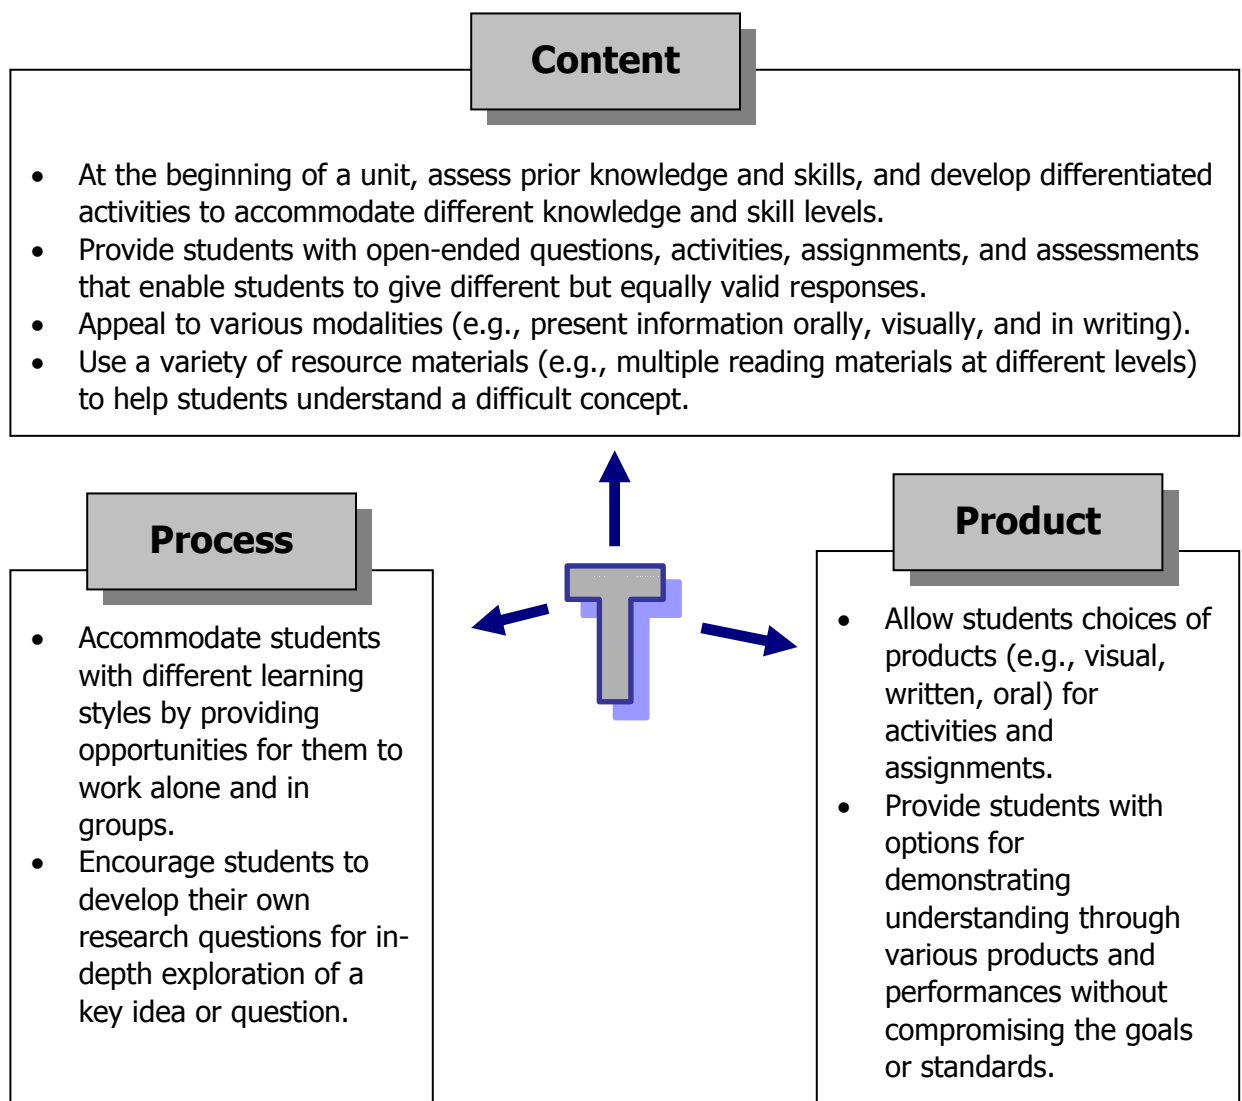 Content
• At the beginning of a unit, assess prior knowledge and skills, and develop differentiated
activities to accommodate different knowledge and skill levels.
• Provide students with open-ended questions, activities, assignments, and assessments
that enable students to give different but equally valid responses.
• Appeal to various modalities (e.g., present information orally, visually, and in writing).
• Use a variety of resource materials (e.g., multiple reading materials at different levels)
to help students understand a difficult concept.
Process
• Accommodate students
with different learning
styles by providing
opportunities for them to
work alone and in
groups.
• Encourage students to
develop their own
research questions for in-
depth exploration of a
key idea or question.
T
Product
• Allow students choices of
products (e.g., visual,
written, oral) for
activities and
assignments.
• Provide students with
options for
demonstrating
understanding through
various products and
performances without
compromising the goals
or standards.